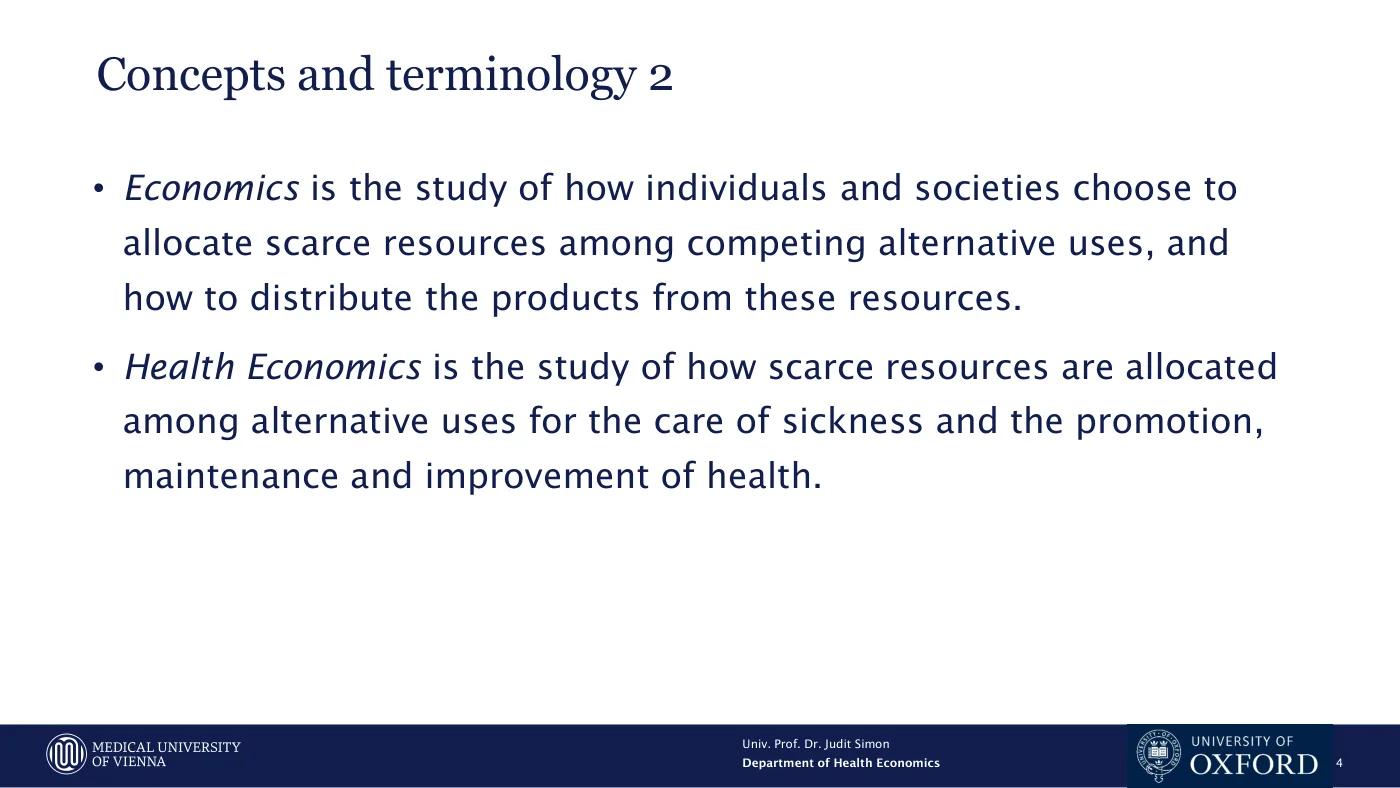 Concepts and terminology 2
• Economics is the study of how individuals and societies choose to
allocate scarce resources among competing alternative uses, and
how to distribute the products from these resources.
• Health Economics is the study of how scarce resources are allocated
among alternative uses for the care of sickness and the promotion,
maintenance and improvement of health.
MEDICAL UNIVERSITY
OF VIENNA
Univ. Prof. Dr. Judit Simon
Department of Health Economics
UNIVERSITY OF
OXFORD
4